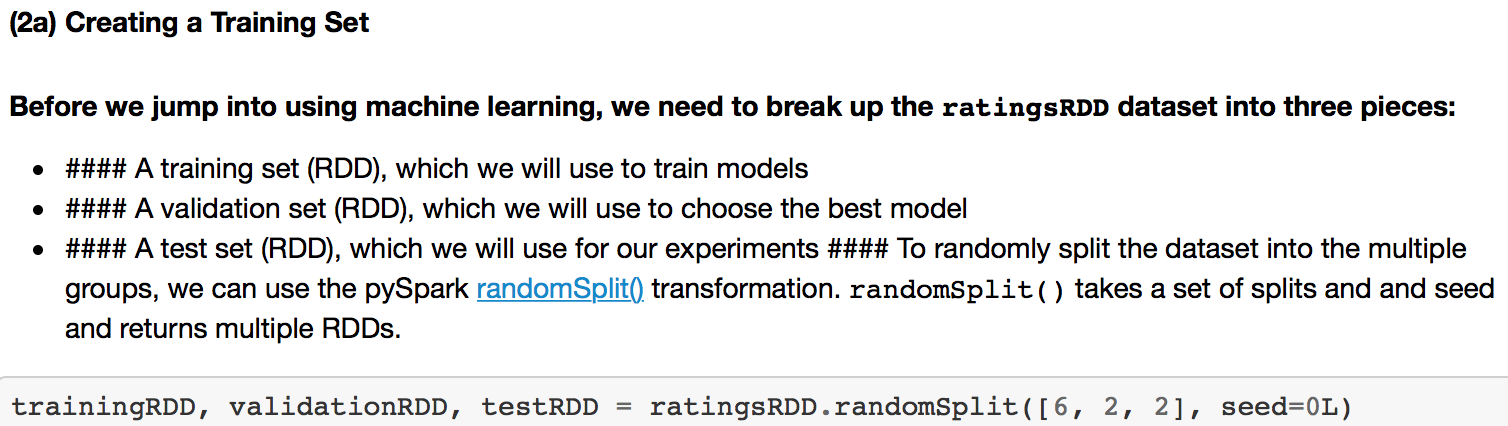 (2a) Creating a Training Set
Before we jump into using machine learning, we need to break up the ratingsRDD dataset into three pieces:
• #### A training set (RDD), which we will use to train models
• #### A validation set (RDD), which we will use to choose the best model
• #### A test set (RDD), which we will use for our experiments #### To randomly split the dataset into the multiple
groups, we can use the pySpark randomSplit() transformation. randomSplit() takes a set of splits and and seed
and returns multiple RDDs.
trainingRDD, validationRDD, testRDD = ratingsRDD.randomSplit([6, 2, 2], seed=0L)